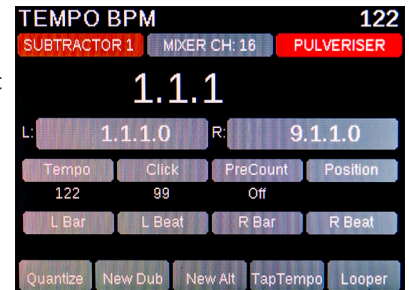 TEMPO BPM 122
SUBTRACTOR 1 MIXER CH: 16 PULVERISER
1.1.1
L: 1.1.1.0 R: 9.1.1.0
Tempo Click PreCount Position
122 99 Off
L Bar L Beat R Bar R Beat
Quantize New Dub New Alt TapTempo Looper